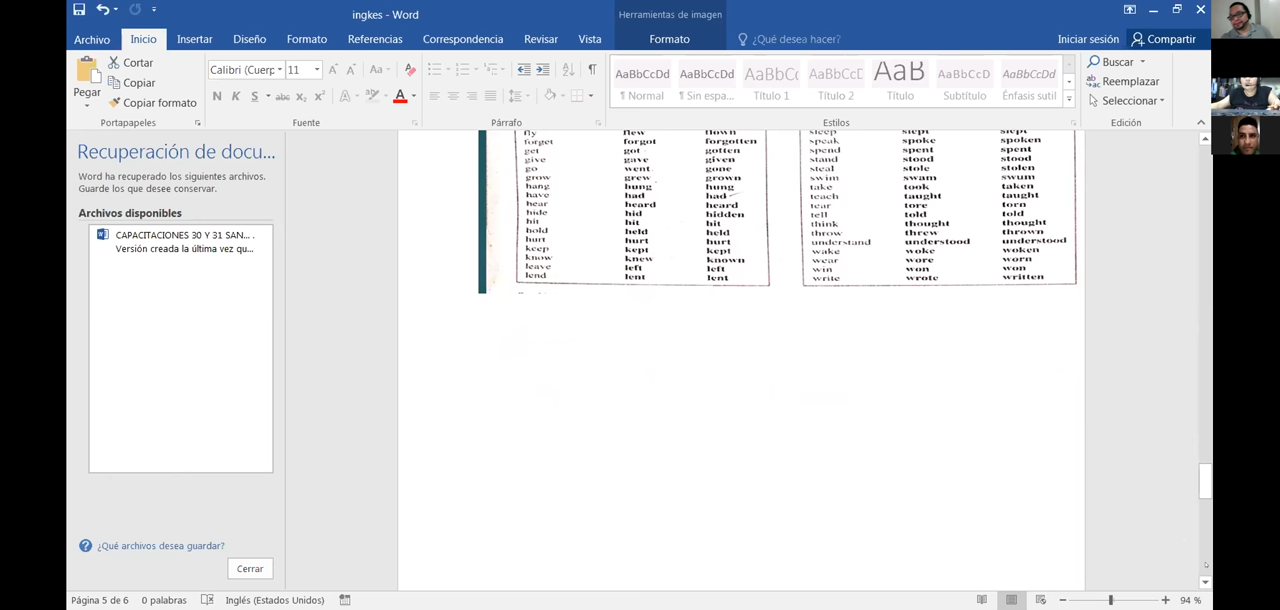 ingkes - Word
Herramientas de imagen
Archivo Inicio Insertar Diseño Formato Referencias Correspondencia Revisar Vista Formato ¿Qué desea hacer? Iniciar sesión Compartir
Pegar
Cortar
Copiar
Copiar formato
Portapapeles
Calibri (Cuerp 11
Aa
N K S abc x₂ x² A
Fuente
Párrafo
AaBbCcDd AaBbCcDd AaBbCc AaBbCcD AaB AaBbCcD AaBbCcDd
¶ Normal ¶ Sin espa... Título 1 Título 2 Título Subtítulo Énfasis sutil
Estilos
Buscar
Reemplazar
Seleccionar
Edición
Recuperación de docu...
Word ha recuperado los siguientes archivos.
Guarde los que desee conservar.
Archivos disponibles
CAPACITACIONES 30 Y 31 SAN... .
Versión creada la última vez qu...
¿Qué archivos desea guardar?
Cerrar
fly flew flown
forget forgot forgotten
get got gotten
give gave given
go went gone
grow grew grown
hang hung hung
have had had
hear heard heard
hide hid hidden
hit hit hit
hold held held
hurt hurt hurt
keep kept kept
know knew known
leave left left
lend lent lent
sleep slept slept
speak spoke spoken
spend spent spent
stand stood stood
steal stole stolen
swim swam swum
take took taken
teach taught taught
tear tore torn
tell told told
think thought thought
throw threw thrown
understand understood understood
wake woke woken
wear wore worn
win won won
write wrote written
Página 5 de 6 0 palabras Inglés (Estados Unidos) 94 %